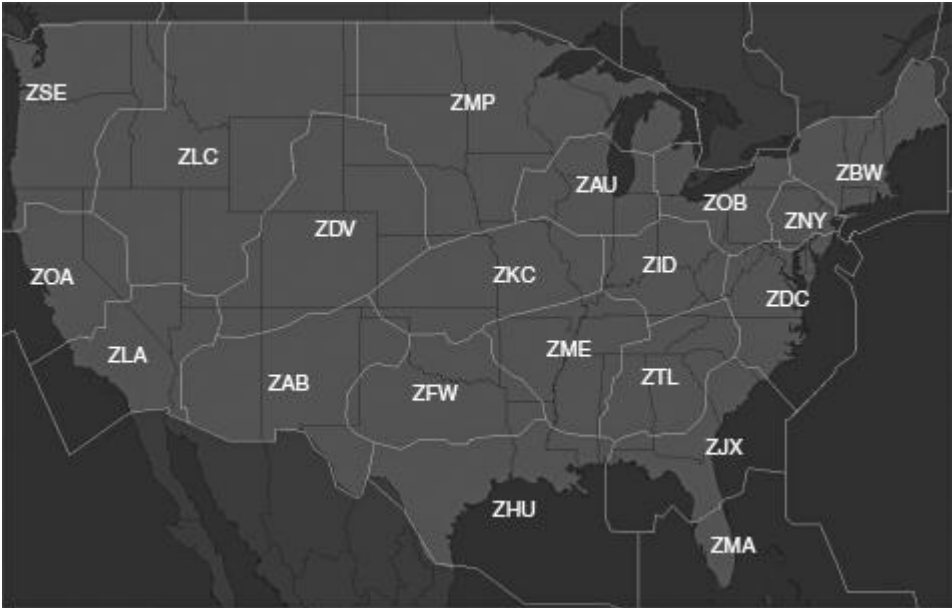 ZSE
ZMP
ZLC
ZAU
ZBW
ZOB
ZNY
ZDV
ZOA
ZKC
ZID
ZDC
ZLA
ZME
ZAB
ZTL
ZFW
ZJX
ZHU
ZMA